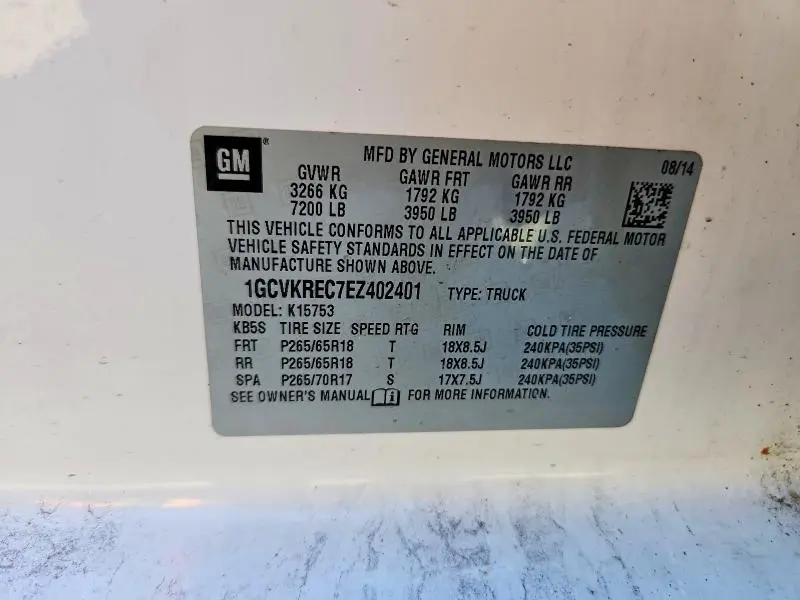 GM®
MFD BY GENERAL MOTORS LLC 08/14
GVWR GAWR FRT GAWR RR
3266 KG 1792 KG 1792 KG
7200 LB 3950 LB 3950 LB
THIS VEHICLE CONFORMS TO ALL APPLICABLE U.S. FEDERAL MOTOR
VEHICLE SAFETY STANDARDS IN EFFECT ON THE DATE OF
MANUFACTURE SHOWN ABOVE.
1GCVKREC7EZ402401 TYPE: TRUCK
MODEL: K15753
KB5S TIRE SIZE SPEED RTG RIM COLD TIRE PRESSURE
FRT P265/65R18 T 18X8.5J 240KPA(35PSI)
RR P265/65R18 T 18X8.5J 240KPA(35PSI)
SPA P265/70R17 S 17X7.5J 240KPA(35PSI)
SEE OWNER'S MANUAL FOR MORE INFORMATION.